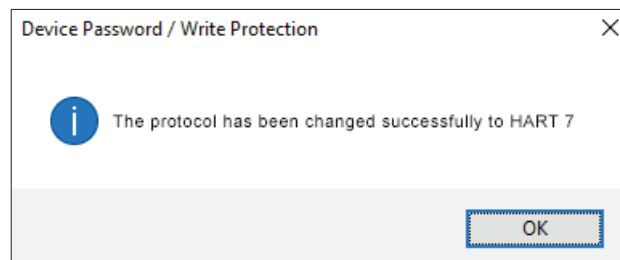 Device Password / Write Protection
The protocol has been changed successfully to HART 7
OK